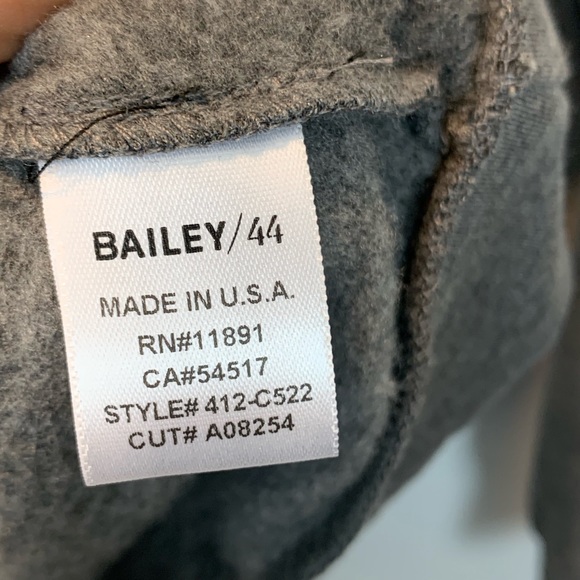 BAILEY/44
MADE IN U.S.A.
RN#11891
CA#54517
STYLE# 412-C522
CUT# A08254